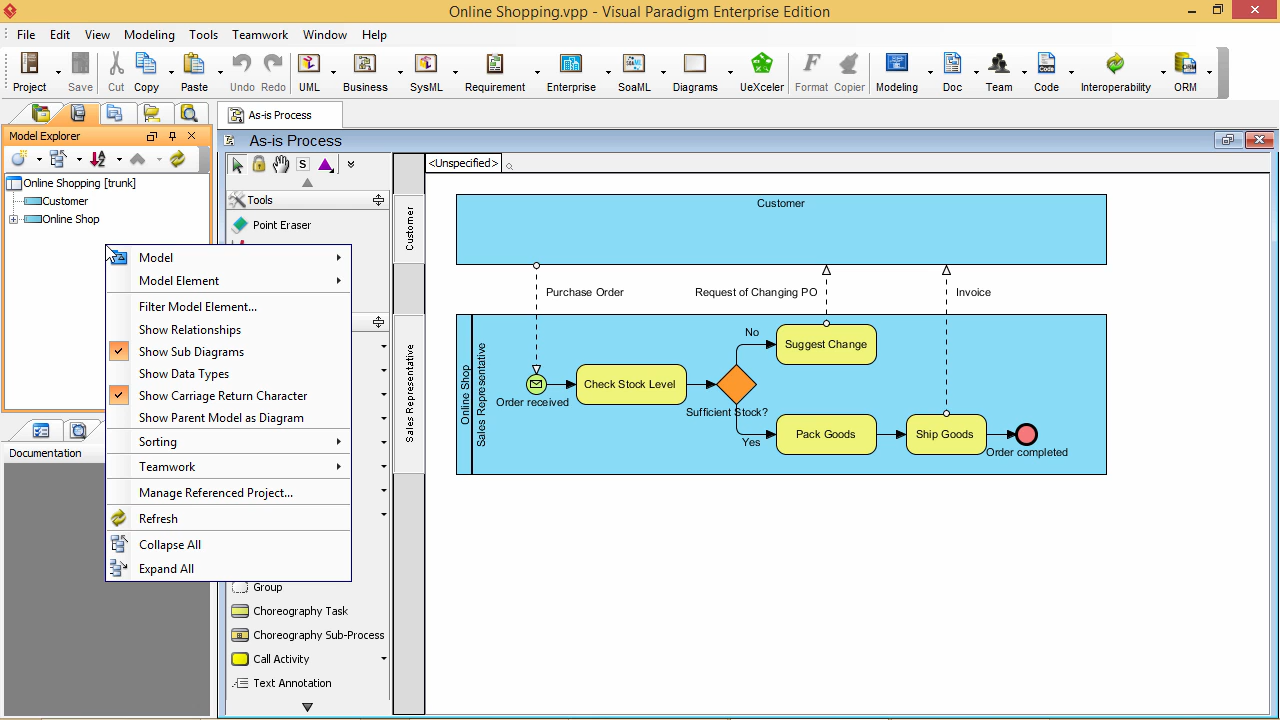 Online Shopping.vpp - Visual Paradigm Enterprise Edition
File Edit View Modeling Tools Teamwork Window Help
Project Save Cut Copy Paste Undo Redo UML Business SysML Requirement Enterprise SoaML Diagrams UeXceler Format Copier Modeling Doc Team Code Interoperability ORM
As-is Process
Model Explorer
As-is Process
S
<Unspecified>
Online Shopping [trunk]
Customer
Online Shop
Tools
Point Eraser
Model
Model Element
Filter Model Element...
Show Relationships
Show Sub Diagrams
Show Data Types
Show Carriage Return Character
Show Parent Model as Diagram
Sorting
Teamwork
Manage Referenced Project...
Refresh
Collapse All
Expand All
Documentation
Group
Choreography Task
Choreography Sub-Process
Call Activity
Text Annotation
Customer
Sales Representative
Customer
Purchase Order
Request of Changing PO
Invoice
Online Shop
Sales Representative
Order received
Check Stock Level
Sufficient Stock?
No
Suggest Change
Yes
Pack Goods
Ship Goods
Order completed